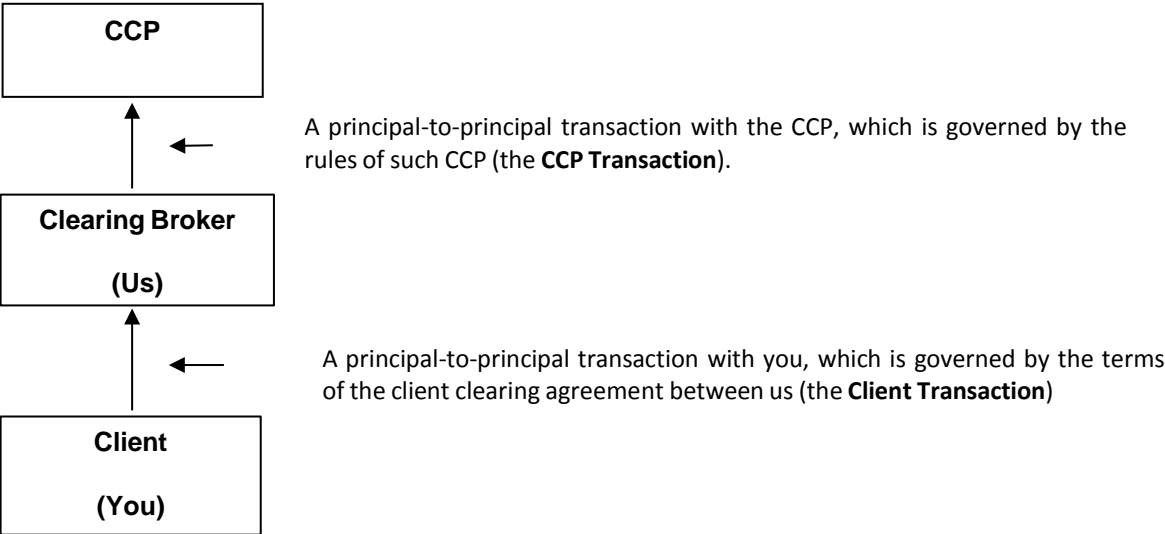 CCP
A principal-to-principal transaction with the CCP, which is governed by the
rules of such CCP (the CCP Transaction).
Clearing Broker
(Us)
A principal-to-principal transaction with you, which is governed by the terms
of the client clearing agreement between us (the Client Transaction)
Client
(You)